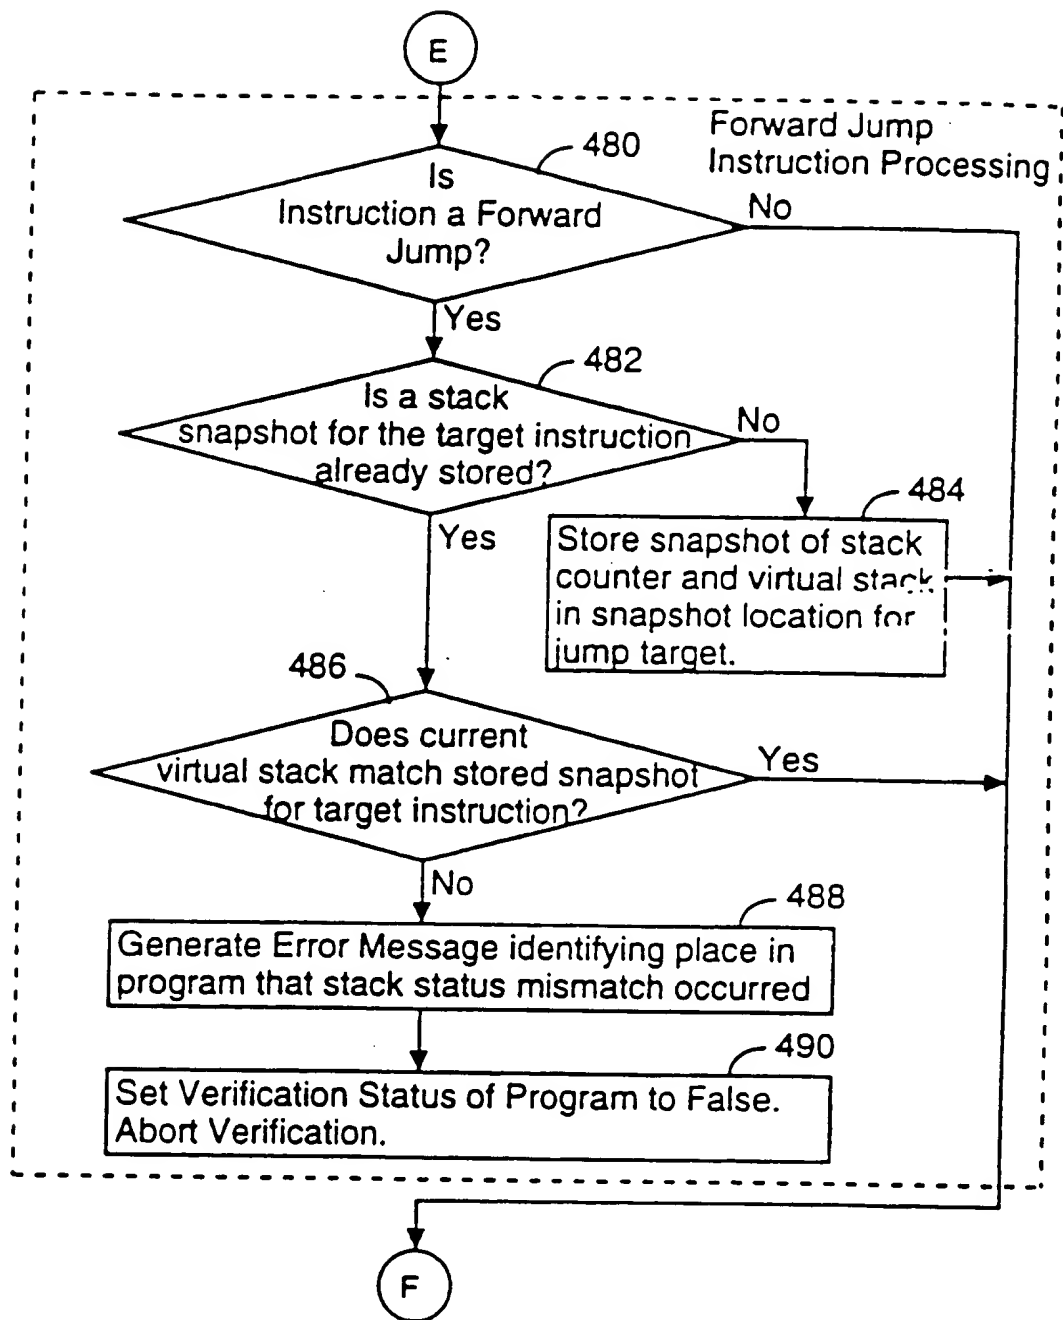 E
Forward Jump
Instruction Processing
480
Is
Instruction a Forward
Jump?
No
Yes
482
Is a stack
snapshot for the target instruction
already stored?
No
Yes
484
Store snapshot of stack
counter and virtual stack
in snapshot location for
jump target.
486
Does current
virtual stack match stored snapshot
for target instruction?
Yes
No
488
Generate Error Message identifying place in
program that stack status mismatch occurred
490
Set Verification Status of Program to False.
Abort Verification.
F